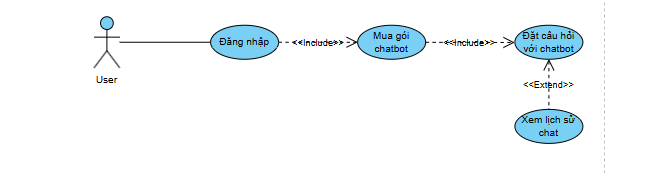 Đăng nhập
<<Include>>
Mua gói
chatbot
<<Include>>
Đặt câu hỏi
với chatbot
User
<<Extend>>
Xem lịch sử
chat